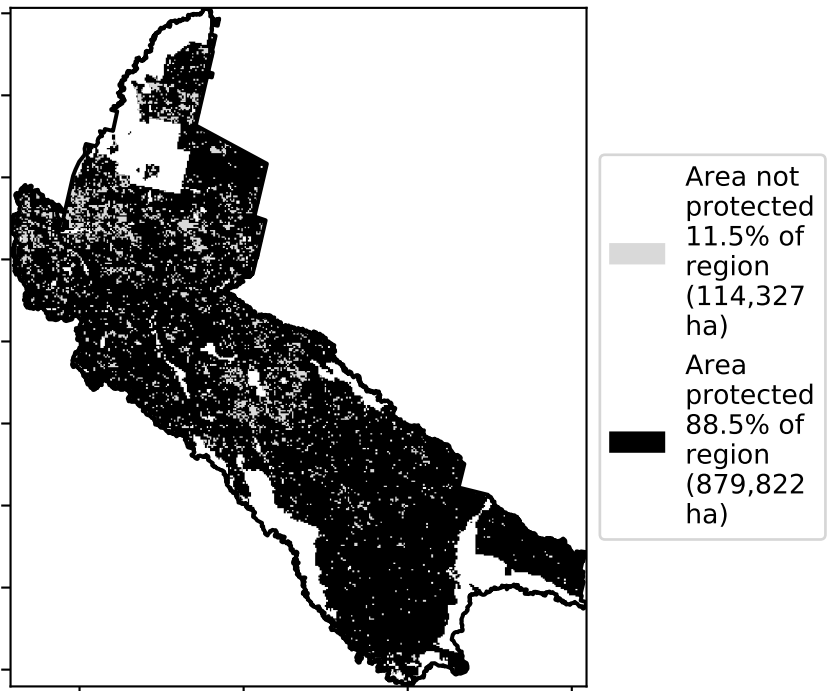 Area not
protected
11.5% of
region
(114,327
ha)
Area
protected
88.5% of
region
(879,822
ha)